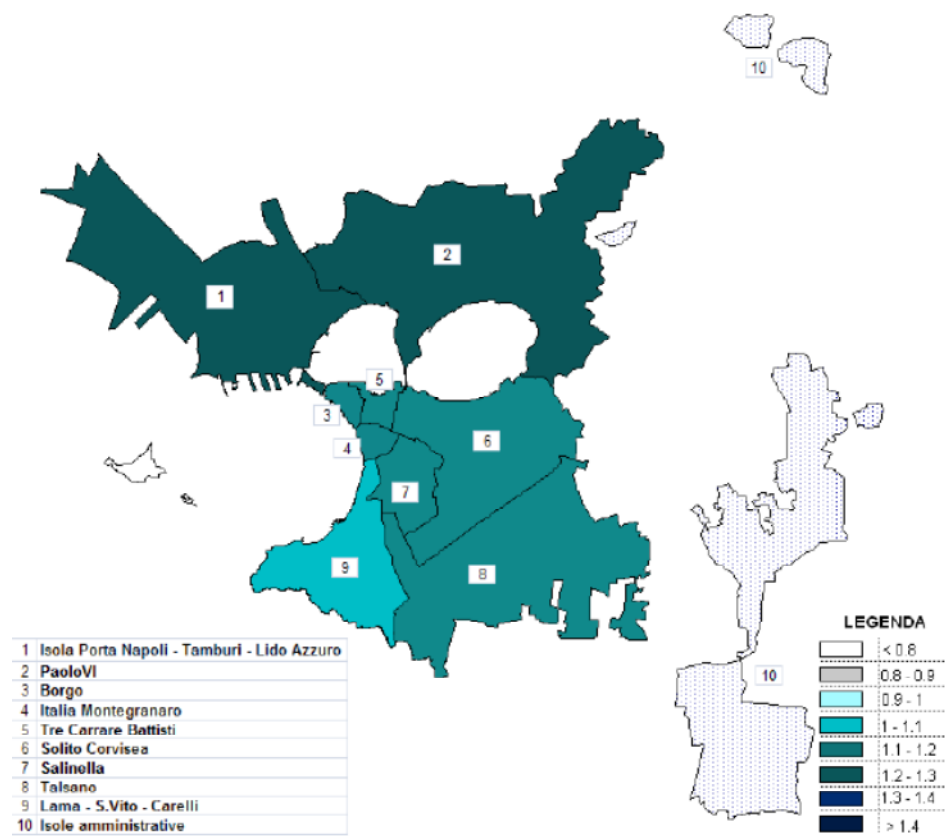 10
2
1
5
3
6
4
7
9
8
10
1 Isola Porta Napoli - Tamburi - Lido Azzuro
2 PaoloVI
3 Borgo
4 Italia Montegranaro
5 Tre Carrare Battisti
6 Solito Corvisea
7 Salinella
8 Talsano
9 Lama - S.Vito - Carelli
10 Isole amministrative
LEGENDA
< 0.8
0.8 - 0.9
0.9 - 1
1 - 1.1
1.1 - 1.2
1.2 - 1.3
1.3 - 1.4
> 1.4